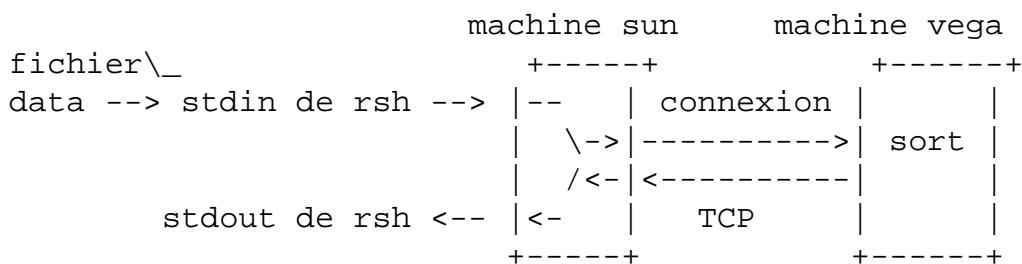 machine sun     machine vega
fichier\_                  +-----+           +------+
data --> stdin de rsh --> |--   | connexion |      |
                          |  \->|---------->| sort |
                          |  /<-|<----------|      |
        stdout de rsh <-- |<-   |   TCP     |      |
                          +-----+           +------+